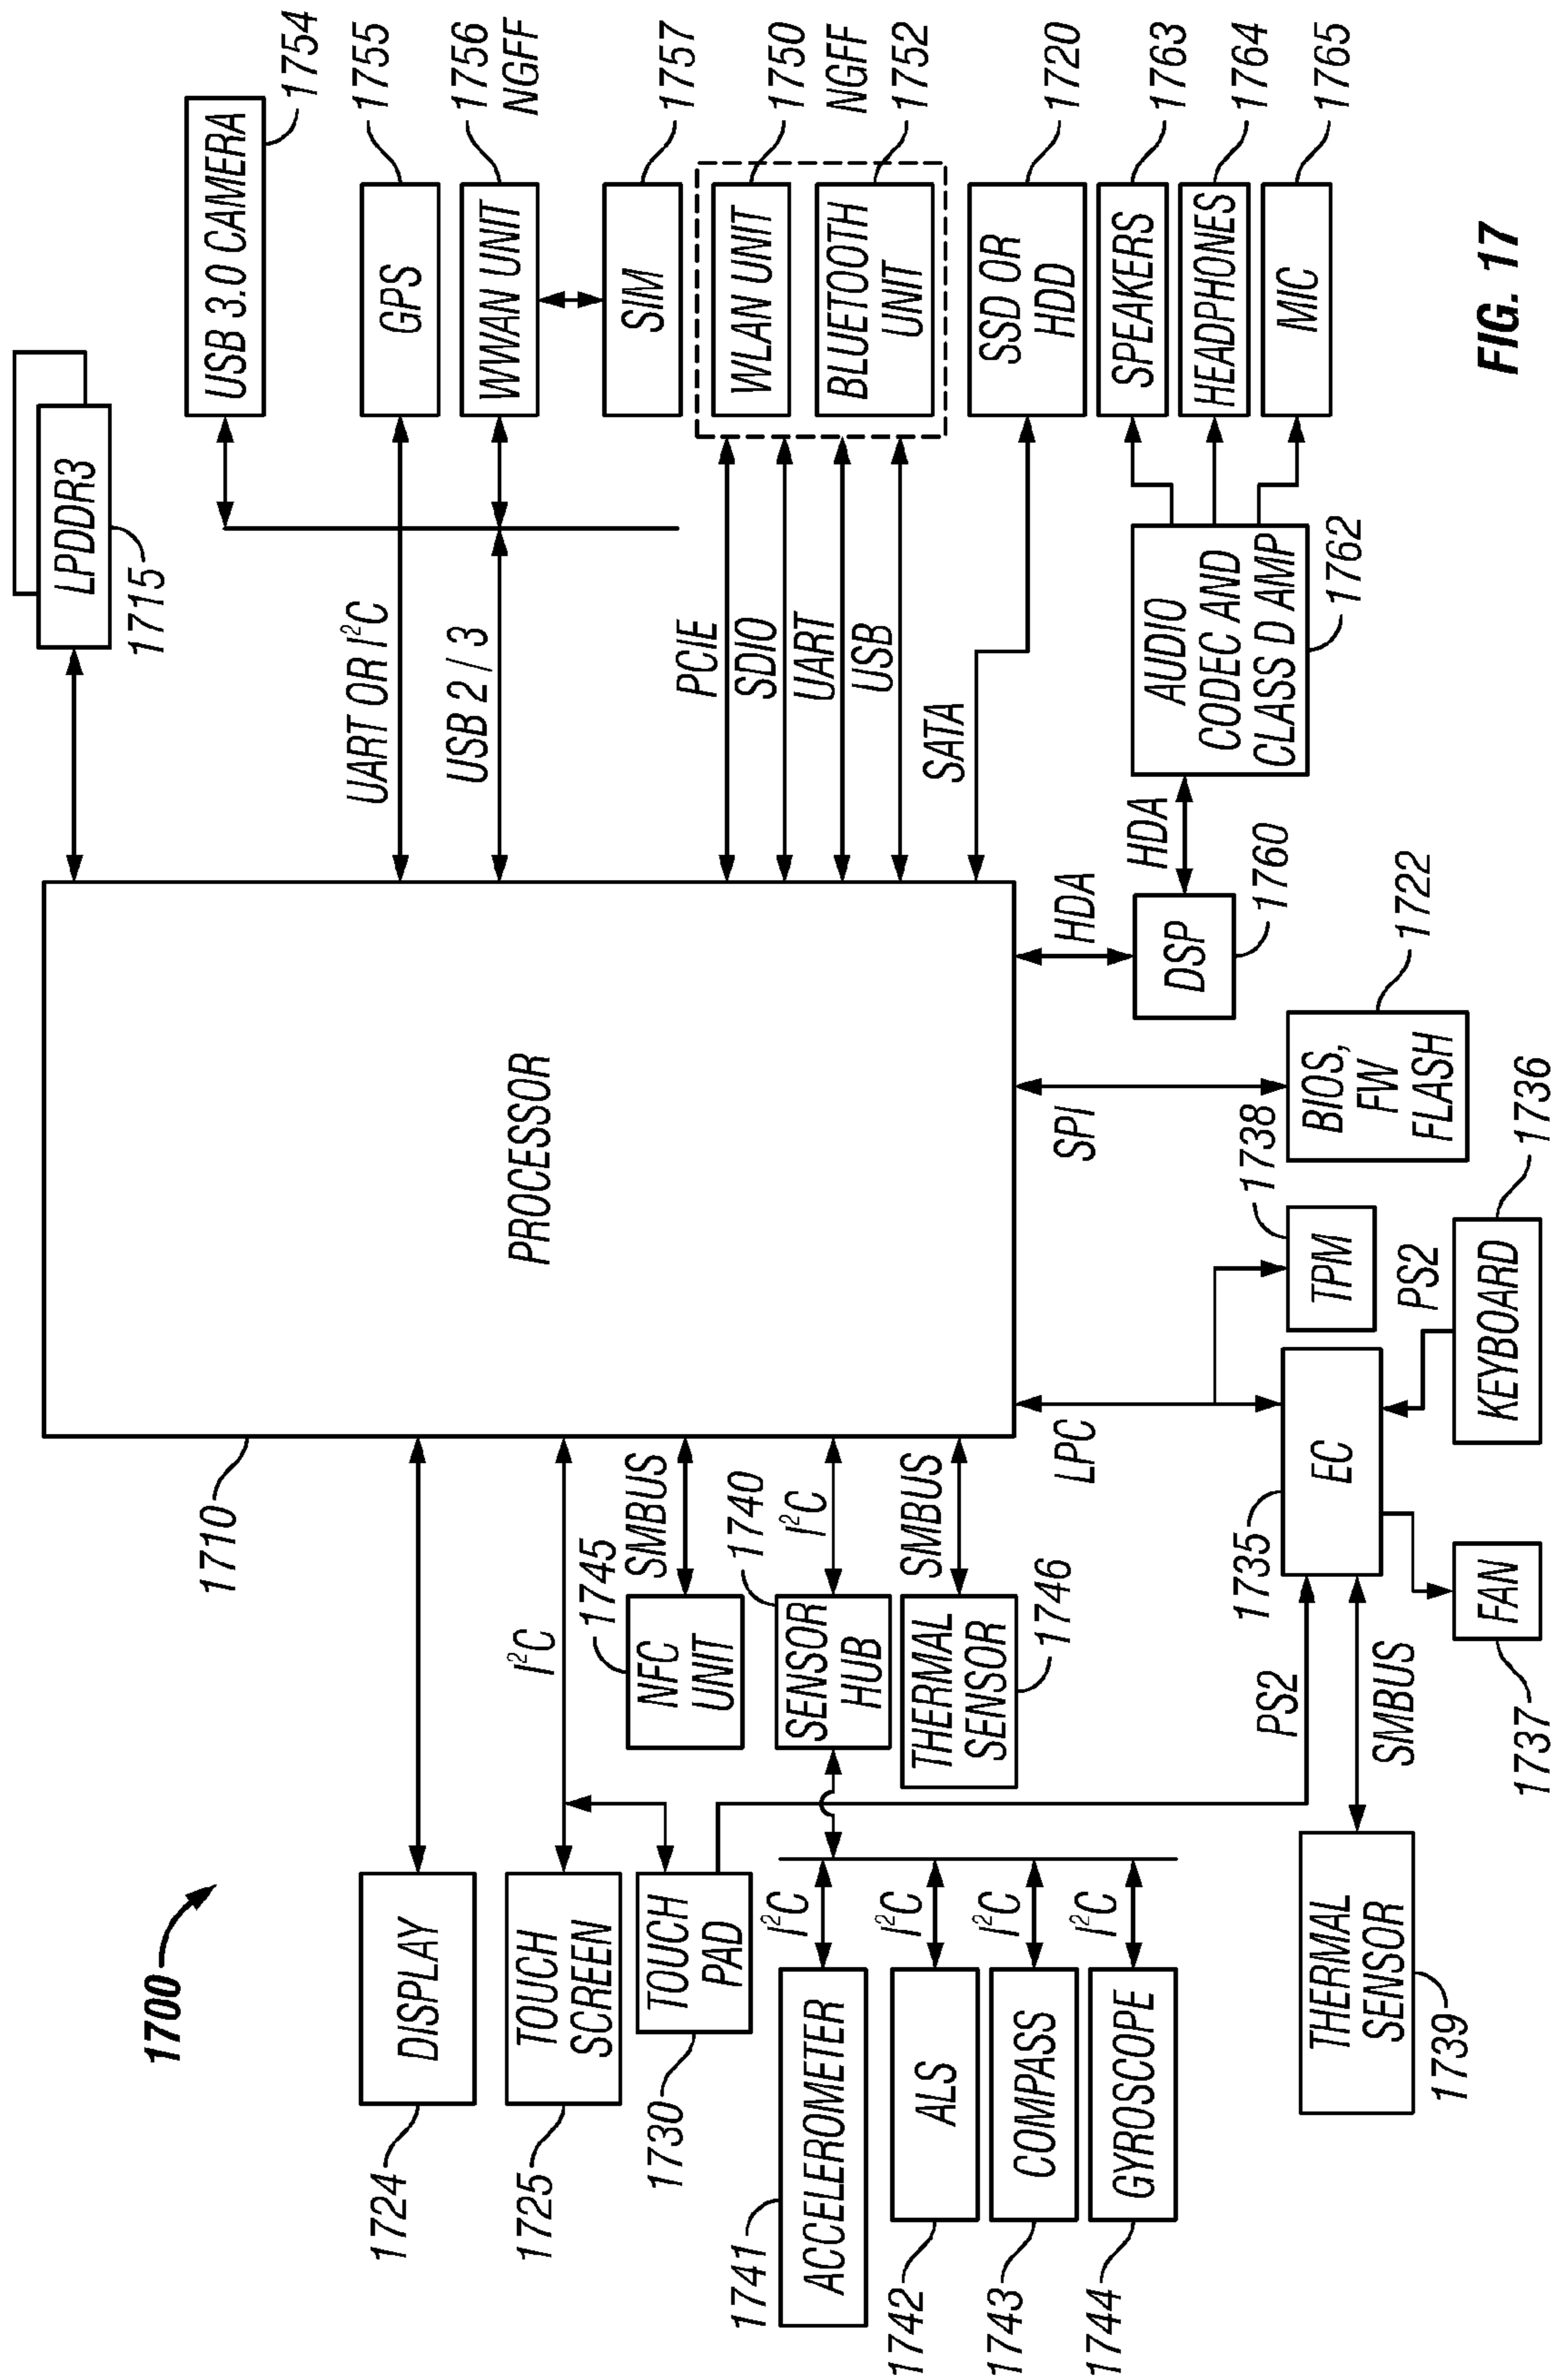 1700
1710
PROCESSOR
LPDDR3
1715
USB 3.0 CAMERA
1754
UART OR I²C
GPS
1755
USB 2 / 3
WWAN UNIT
1756
NGFF
SIM
1757
PCIE
SDIO
UART
USB
WLAN UNIT
1750
NGFF
BLUETOOTH
UNIT
1752
SATA
SSD OR
HDD
1720
SPEAKERS
1763
HEADPHONES
1764
MIC
1765
AUDIO
CODEC AND
CLASS D AMP
1762
HDA
HDA
DSP
1760
SPI
BIOS,
FW
FLASH
1722
LPC
TPM
1738
EC
1735
PS2
KEYBOARD
1736
FAN
1737
SMBUS
THERMAL
SENSOR
1739
PS2
DISPLAY
1724
I²C
TOUCH
SCREEN
1725
TOUCH
PAD
1730
SMBUS
NFC
UNIT
1745
I²C
SENSOR
HUB
1740
SMBUS
THERMAL
SENSOR
1746
I²C
ACCELEROMETER
1741
I²C
ALS
1742
I²C
COMPASS
1743
I²C
GYROSCOPE
1744
FIG. 17